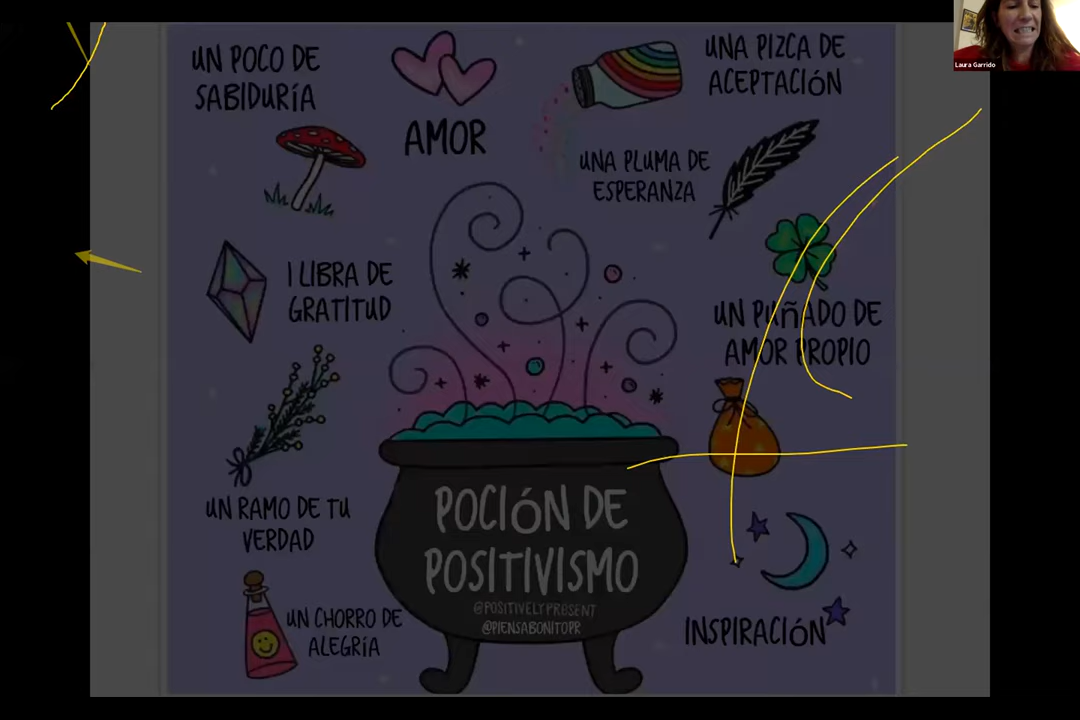 Laura Garrido
UN POCO DE
SABIDURÍA
AMOR
UNA PIZCA DE
ACEPTACIÓN
UNA PLUMA DE
ESPERANZA
1 LIBRA DE
GRATITUD
UN PUÑADO DE
AMOR PROPIO
UN RAMO DE TU
VERDAD
UN CHORRO DE
ALEGRÍA
POCIÓN DE
POSITIVISMO
@POSITIVELYPRESENT
@PIENSABONITOPR
INSPIRACIÓN